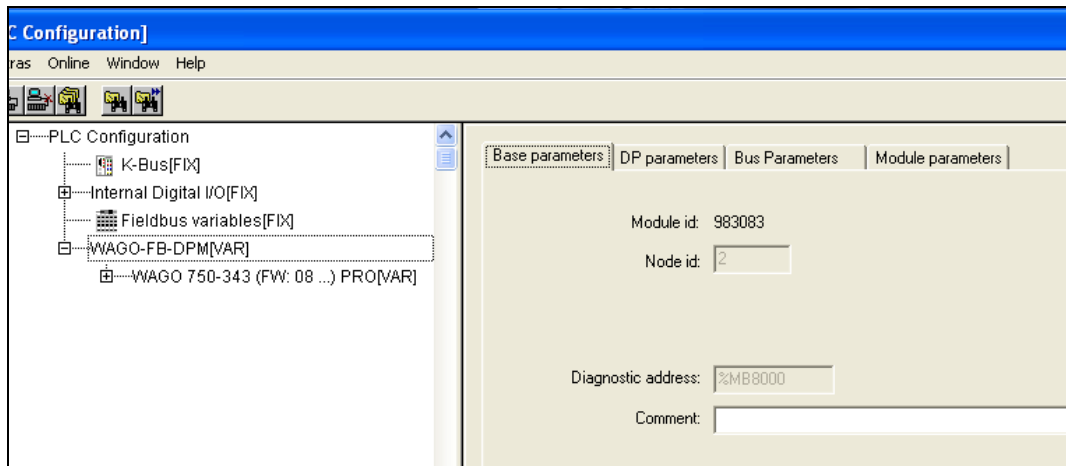 C Configuration]
ras Online Window Help
PLC Configuration
K-Bus[FIX]
Internal Digital I/O[FIX]
Fieldbus variables[FIX]
WAGO-FB-DPM[VAR]
WAGO 750-343 (FW: 08 ...) PRO[VAR]
Base parameters DP parameters Bus Parameters Module parameters
Module id: 983083
Node id: 2
Diagnostic address: %MB8000
Comment: